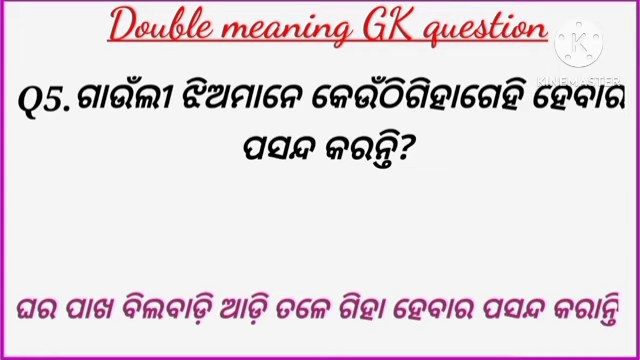 Double meaning GK question
KINEMASTER
Q5. ଗାଉଁଲୀ ଝିଅମାନେ କେଉଁଠିଗିହାଗେହି ହେବାର
ପସନ୍ଦ କରନ୍ତି?
ଘର ପାଖ ବିଲବାଡ଼ି ଆଡ଼ି ତଳେ ଗିହା ହେବାର ପସନ୍ଦ କରାନ୍ତି